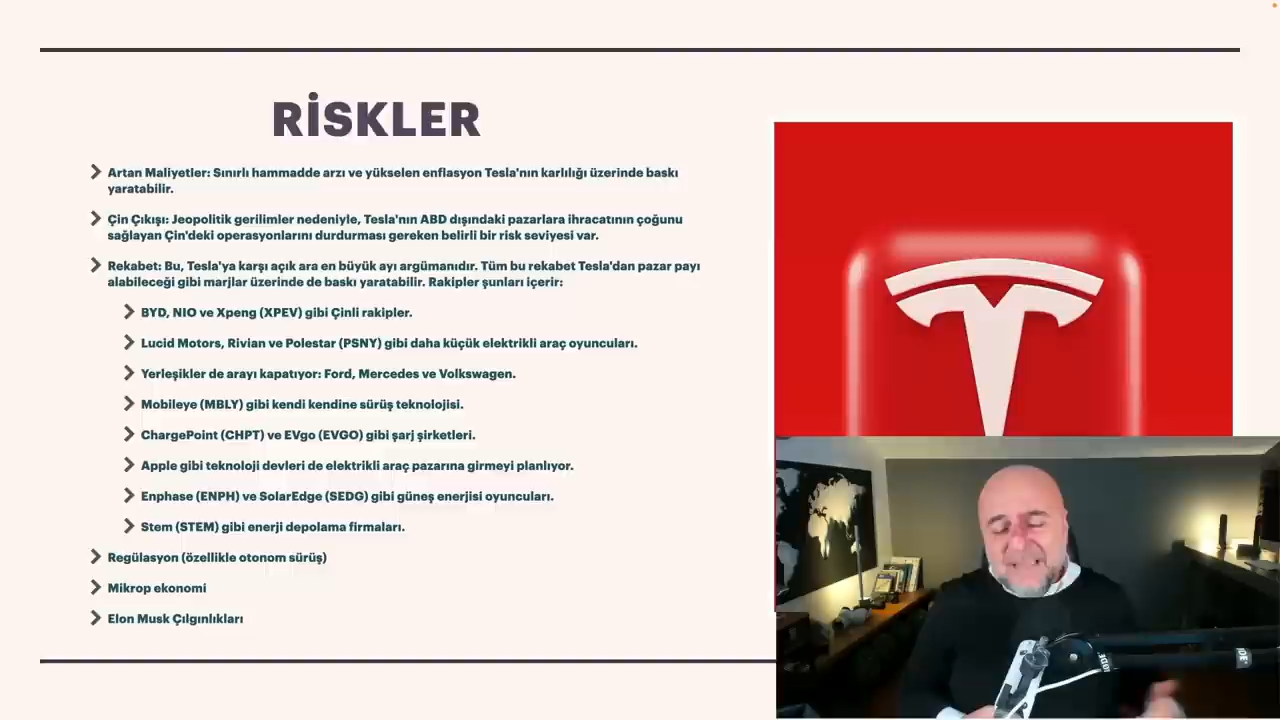 RİSKLER
Artan Maliyetler: Sınırlı hammadde arzı ve yükselen enflasyon Tesla'nın karlılığı üzerinde baskı
yaratabilir.
Çin Çıkışı: Jeopolitik gerilimler nedeniyle, Tesla'nın ABD dışındaki pazarlara ihracatının çoğunu
sağlayan Çin'deki operasyonlarını durdurması gereken belirli bir risk seviyesi var.
Rekabet: Bu, Tesla'ya karşı açık ara en büyük ayı argümanıdır. Tüm bu rekabet Tesla'dan pazar payı
alabileceği gibi marjlar üzerinde de baskı yaratabilir. Rakipler şunları içerir:
BYD, NIO ve Xpeng (XPEV) gibi Çinli rakipler.
Lucid Motors, Rivian ve Polestar (PSNY) gibi daha küçük elektrikli araç oyuncuları.
Yerleşikler de arayı kapatıyor: Ford, Mercedes ve Volkswagen.
Mobileye (MBLY) gibi kendi kendine sürüş teknolojisi.
ChargePoint (CHPT) ve EVgo (EVGO) gibi şarj şirketleri.
Apple gibi teknoloji devleri de elektrikli araç pazarına girmeyi planlıyor.
Enphase (ENPH) ve SolarEdge (SEDG) gibi güneş enerjisi oyuncuları.
Stem (STEM) gibi enerji depolama firmaları.
Regülasyon (özellikle otonom sürüş)
Mikrop ekonomi
Elon Musk Çılgınlıkları